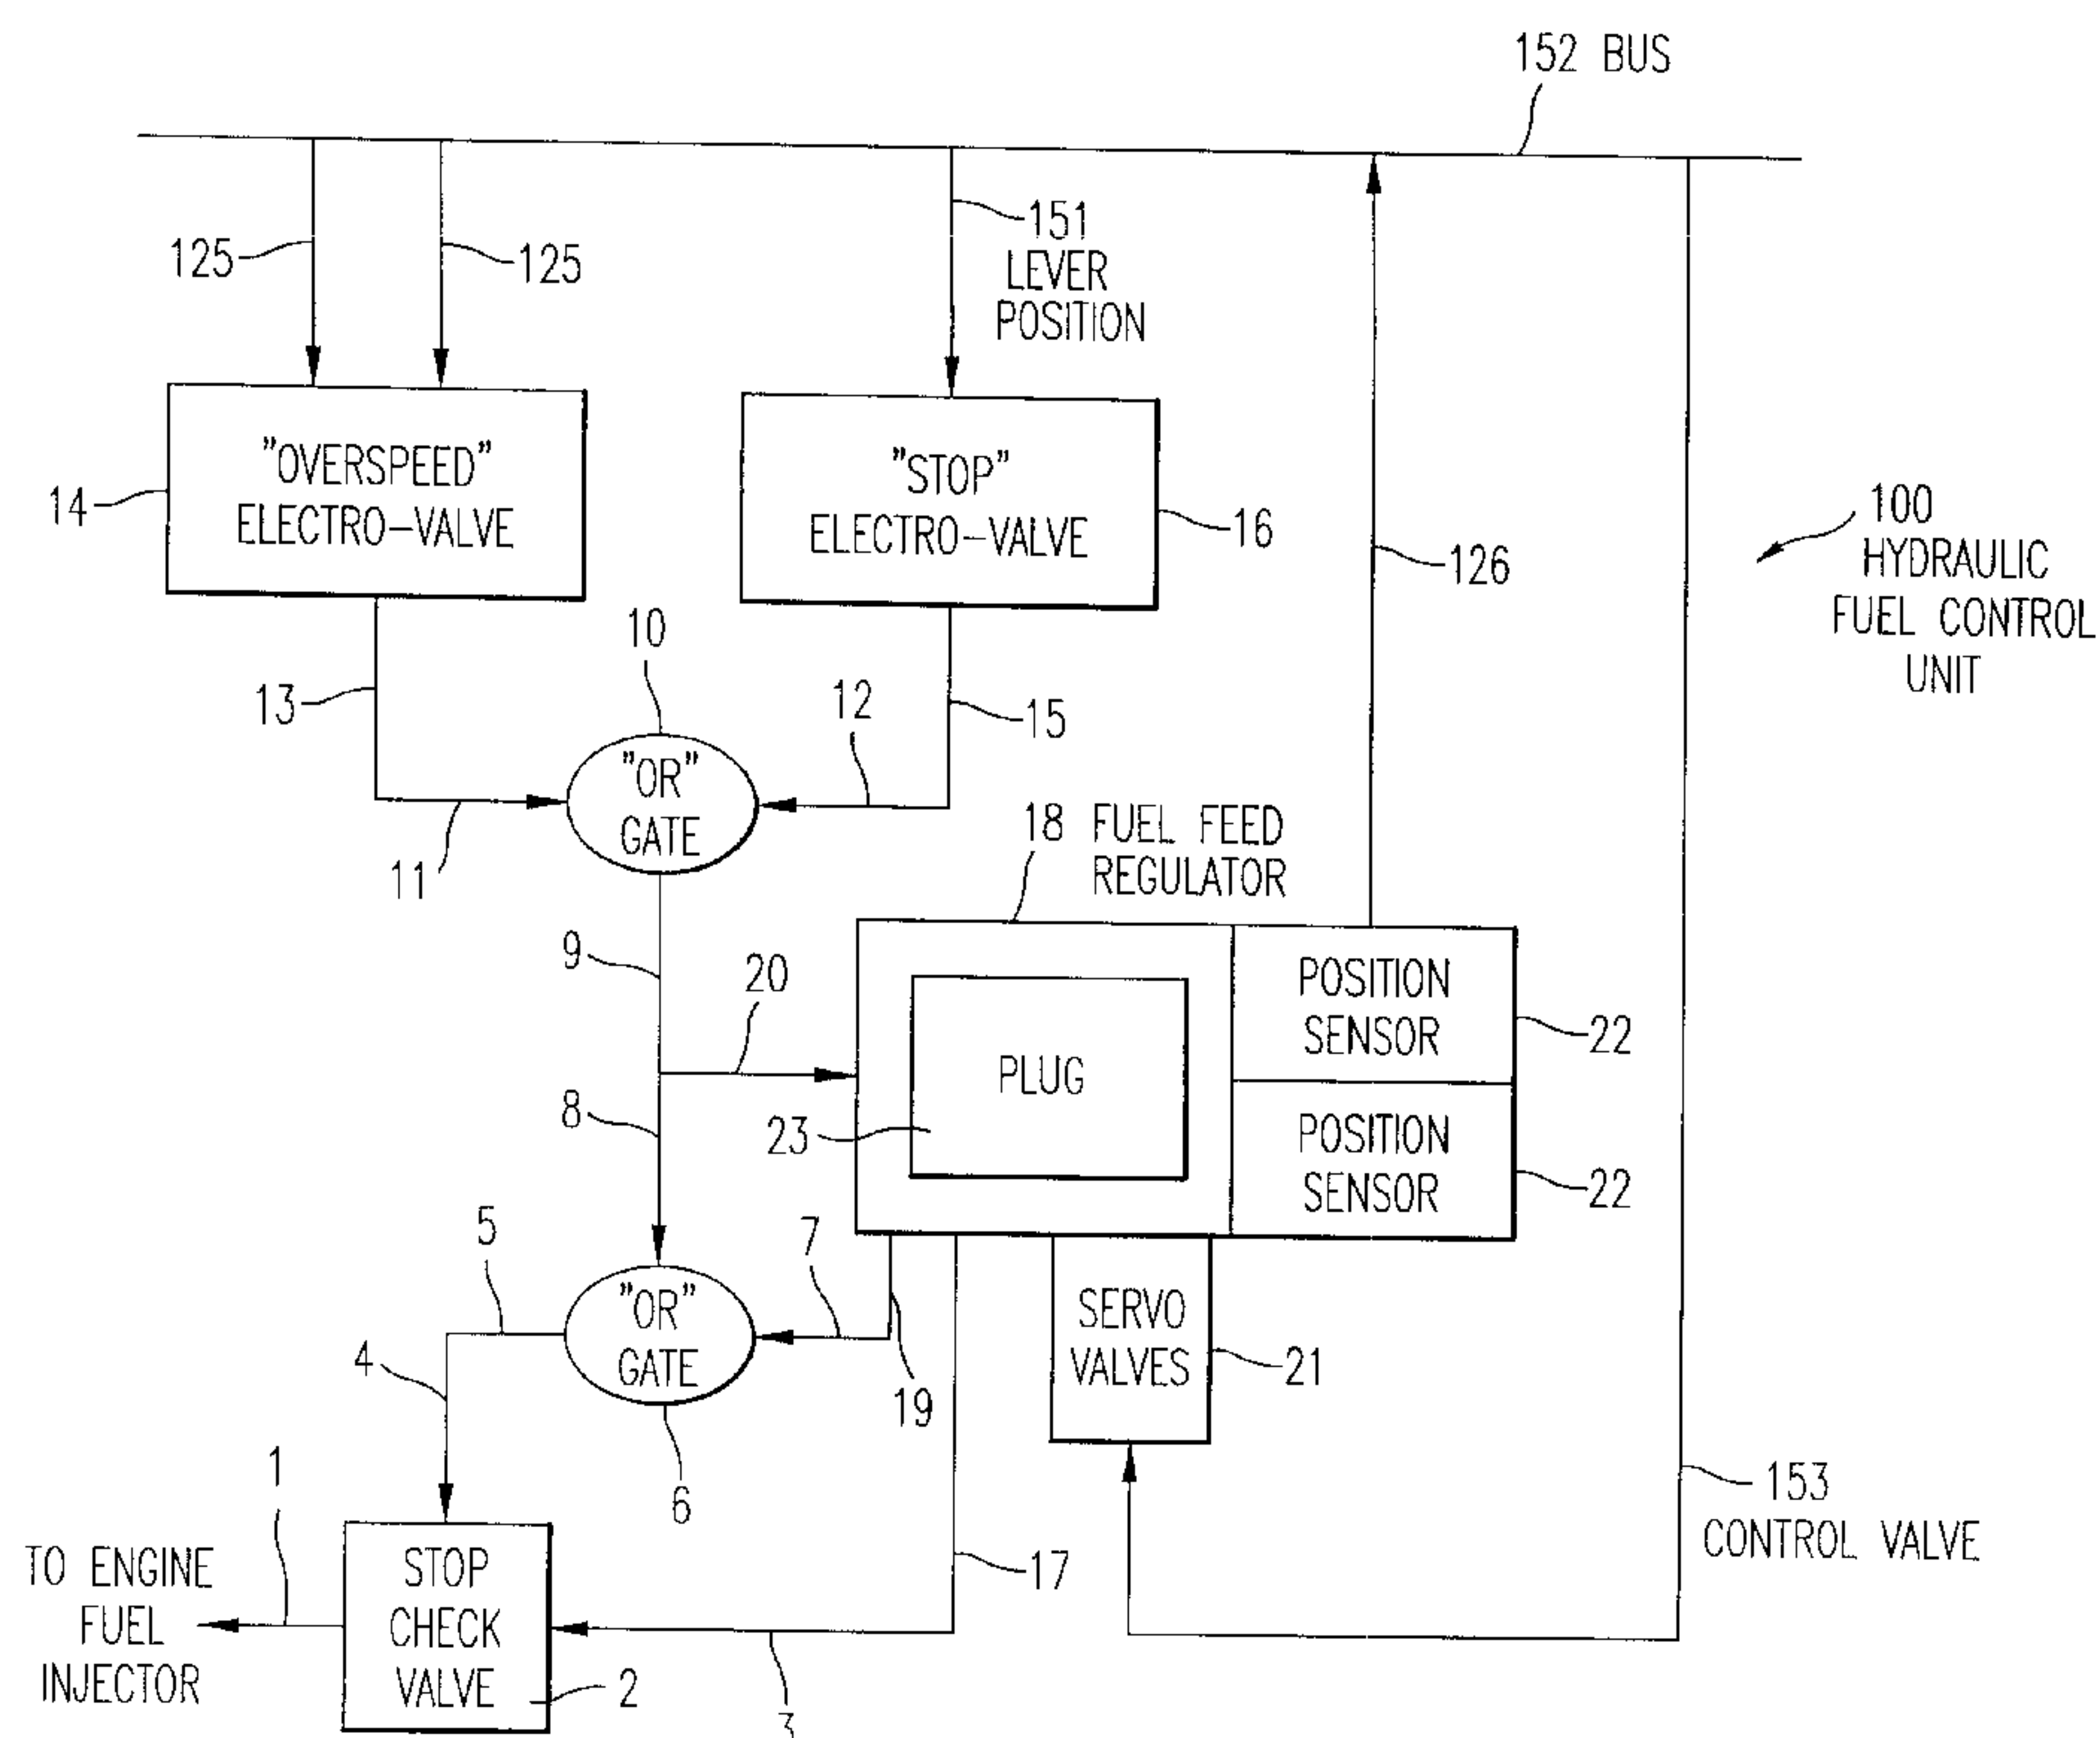 152 BUS
125
125
151
LEVER
POSITION
"OVERSPEED"
ELECTRO-VALVE
14
"STOP"
ELECTRO-VALVE
16
126
100
HYDRAULIC
FUEL CONTROL
UNIT
10
13
12
15
"OR"
GATE
11
18 FUEL FEED
REGULATOR
9
20
POSITION
SENSOR
22
PLUG
8
23
POSITION
SENSOR
22
5
7
"OR"
GATE
SERVO
VALVES
21
4
19
6
1
153
CONTROL VALVE
TO ENGINE
FUEL
INJECTOR
STOP
CHECK
VALVE
17
2
3